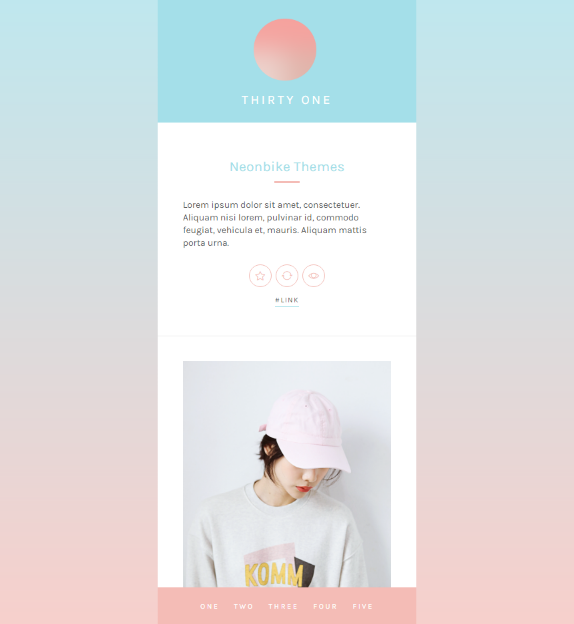 THIRTY ONE
Neonbike Themes
Lorem ipsum dolor sit amet, consectetuer.
Aliquam nisi lorem, pulvinar id, commodo
feugiat, vehicula et, mauris. Aliquam mattis
porta urna.
#LINK
KOMM
ONE TWO THREE FOUR FIVE